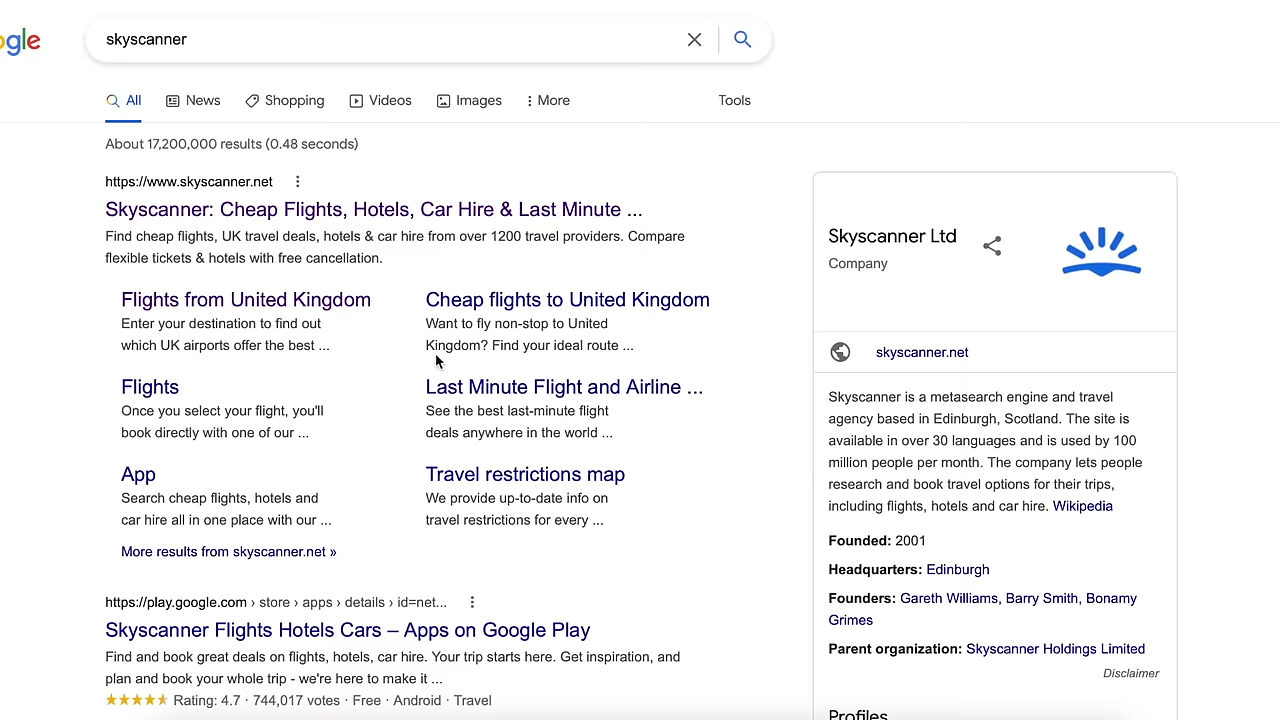 ogle
skyscanner
All News Shopping Videos Images More Tools
About 17,200,000 results (0.48 seconds)
https://www.skyscanner.net
Skyscanner: Cheap Flights, Hotels, Car Hire & Last Minute ...
Find cheap flights, UK travel deals, hotels & car hire from over 1200 travel providers. Compare
flexible tickets & hotels with free cancellation.
Flights from United Kingdom
Enter your destination to find out
which UK airports offer the best ...
Cheap flights to United Kingdom
Want to fly non-stop to United
Kingdom? Find your ideal route ...
Flights
Once you select your flight, you'll
book directly with one of our ...
Last Minute Flight and Airline ...
See the best last-minute flight
deals anywhere in the world ...
App
Search cheap flights, hotels and
car hire all in one place with our ...
Travel restrictions map
We provide up-to-date info on
travel restrictions for every ...
More results from skyscanner.net »
https://play.google.com › store › apps › details › id=net...
Skyscanner Flights Hotels Cars – Apps on Google Play
Find and book great deals on flights, hotels, car hire. Your trip starts here. Get inspiration, and
plan and book your whole trip - we're here to make it ...
Rating: 4.7 · 744,017 votes · Free · Android · Travel
Skyscanner Ltd
Company
skyscanner.net
Skyscanner is a metasearch engine and travel
agency based in Edinburgh, Scotland. The site is
available in over 30 languages and is used by 100
million people per month. The company lets people
research and book travel options for their trips,
including flights, hotels and car hire. Wikipedia
Founded: 2001
Headquarters: Edinburgh
Founders: Gareth Williams, Barry Smith, Bonamy
Grimes
Parent organization: Skyscanner Holdings Limited
Disclaimer
Profiles